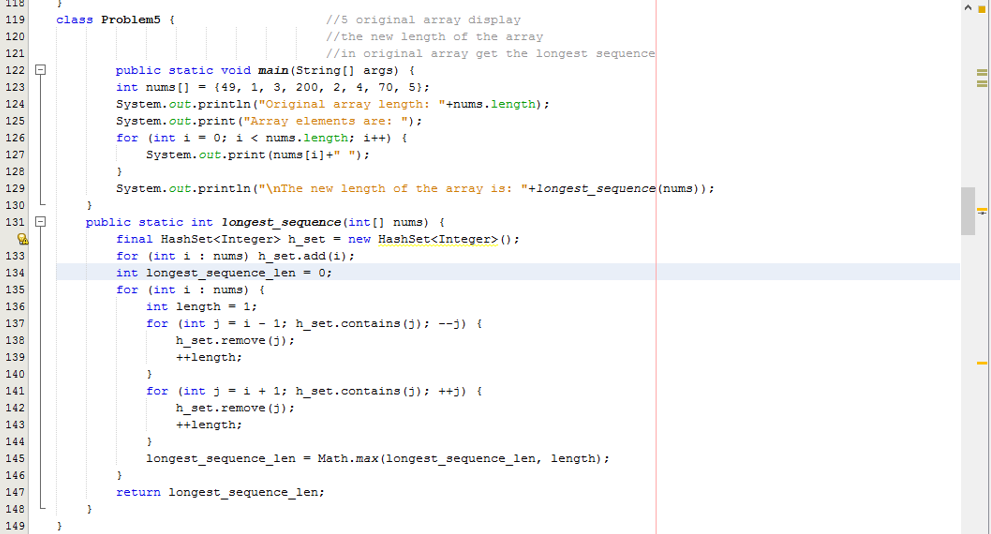 118 }
119 class Problem5 { //5 original array display
120 //the new length of the array
121 //in original array get the longest sequence
122 public static void main(String[] args) {
123 int nums[] = {49, 1, 3, 200, 2, 4, 70, 5};
124 System.out.println("Original array length: "+nums.length);
125 System.out.print("Array elements are: ");
126 for (int i = 0; i < nums.length; i++) {
127 System.out.print(nums[i]+" ");
128 }
129 System.out.println("\nThe new length of the array is: "+longest_sequence(nums));
130 }
131 public static int longest_sequence(int[] nums) {
final HashSet<Integer> h_set = new HashSet<Integer>();
133 for (int i : nums) h_set.add(i);
134 int longest_sequence_len = 0;
135 for (int i : nums) {
136 int length = 1;
137 for (int j = i - 1; h_set.contains(j); --j) {
138 h_set.remove(j);
139 ++length;
140 }
141 for (int j = i + 1; h_set.contains(j); ++j) {
142 h_set.remove(j);
143 ++length;
144 }
145 longest_sequence_len = Math.max(longest_sequence_len, length);
146 }
147 return longest_sequence_len;
148 }
149 }